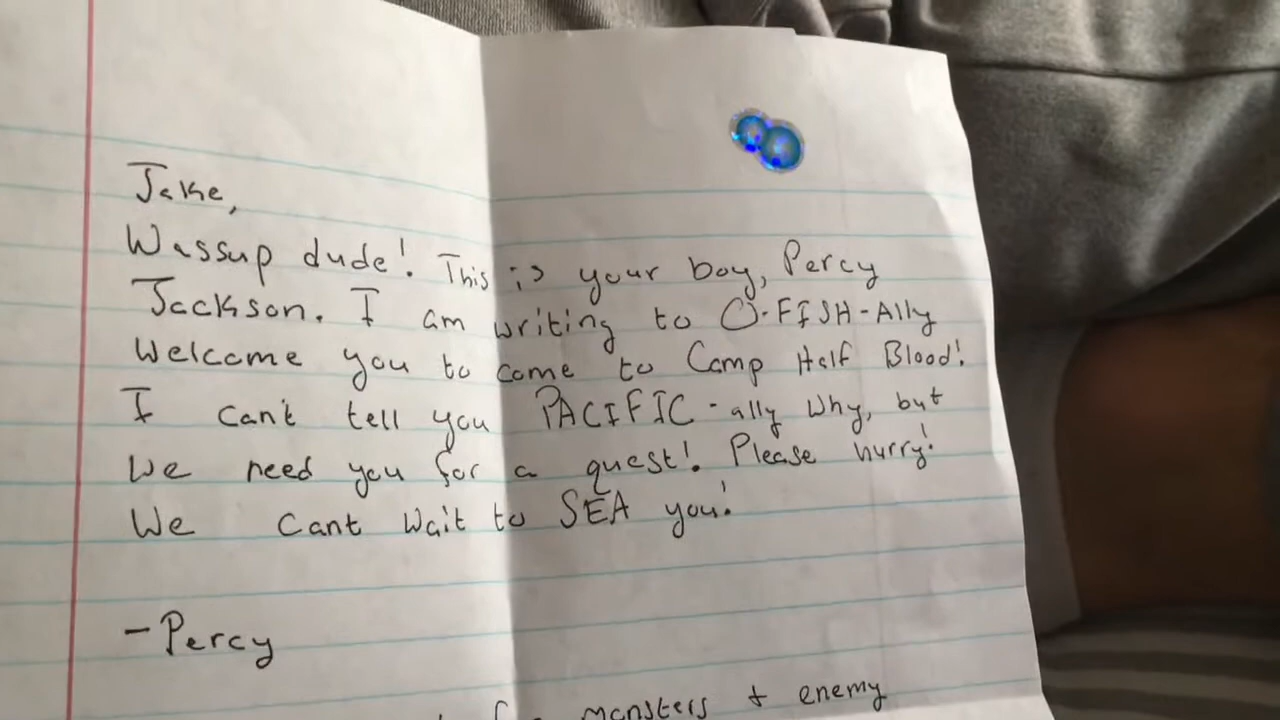 Jake,
Wassup dude! This is your boy, Percy
Jackson. I am writing to O-FISH-Ally
Welcome you to come to Camp Half Blood!
I can't tell you PACIFIC-ally why, but
We need you for a quest! Please hurry!
We cant wait to SEA you!
-Percy
monsters + enemy